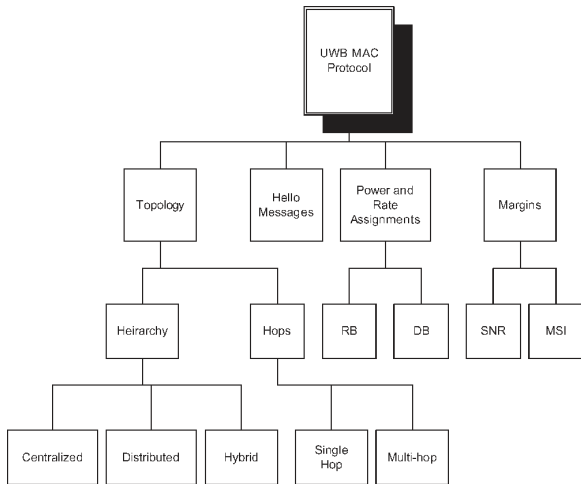 UWB MAC
Protocol
Topology
Hello
Messages
Power and
Rate
Assignments
Margins
Heirarchy
Hops
RB
DB
SNR
MSI
Centralized
Distributed
Hybrid
Single
Hop
Multi-hop